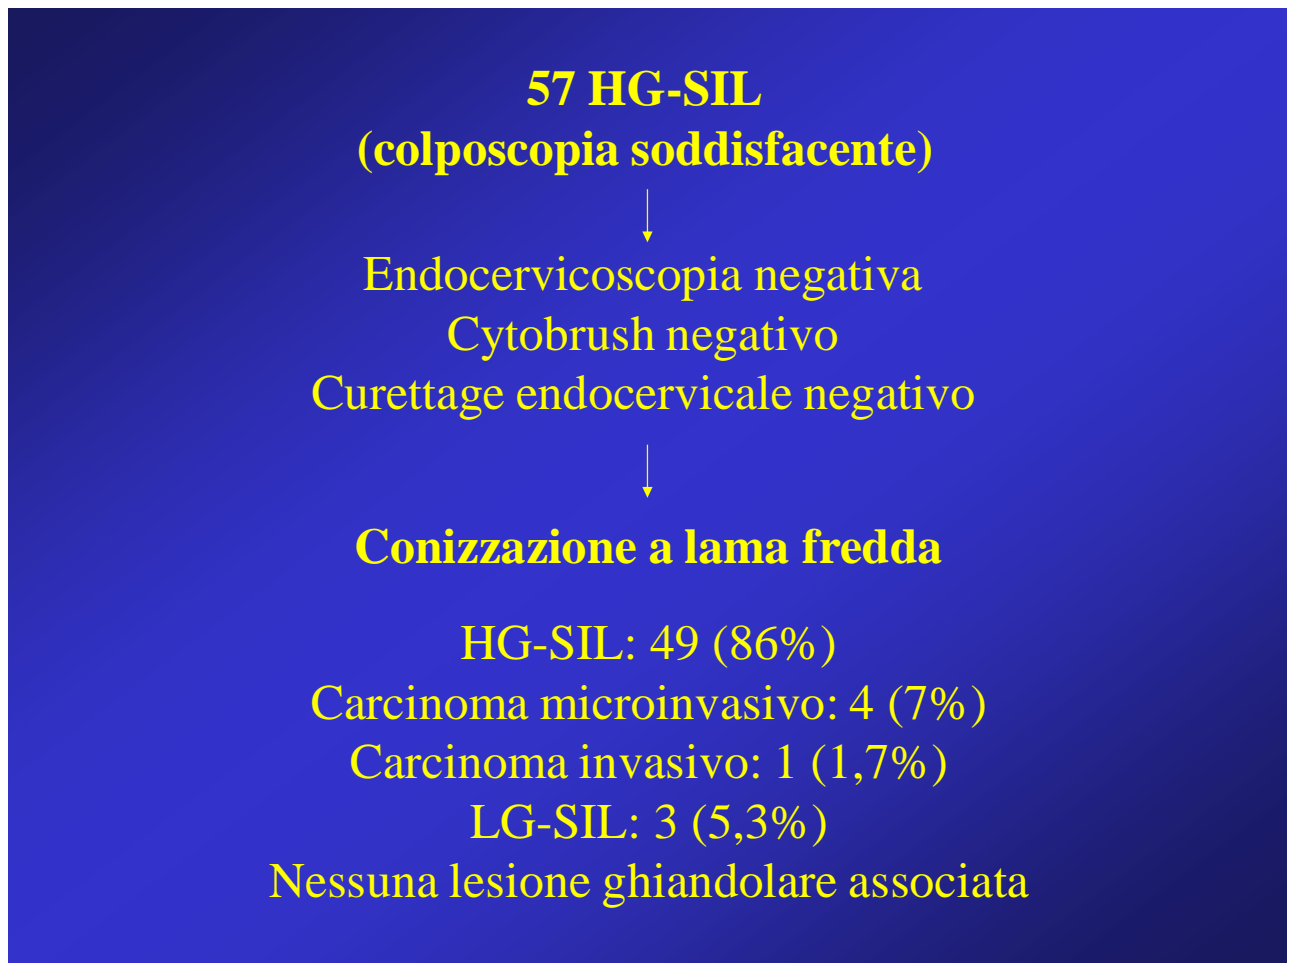 57 HG-SIL
(colposcopia soddisfacente)
Endocervicoscopia negativa
Cytobrush negativo
Curettage endocervicale negativo
Conizzazione a lama fredda
HG-SIL: 49 (86%)
Carcinoma microinvasivo: 4 (7%)
Carcinoma invasivo: 1 (1,7%)
LG-SIL: 3 (5,3%)
Nessuna lesione ghiandolare associata